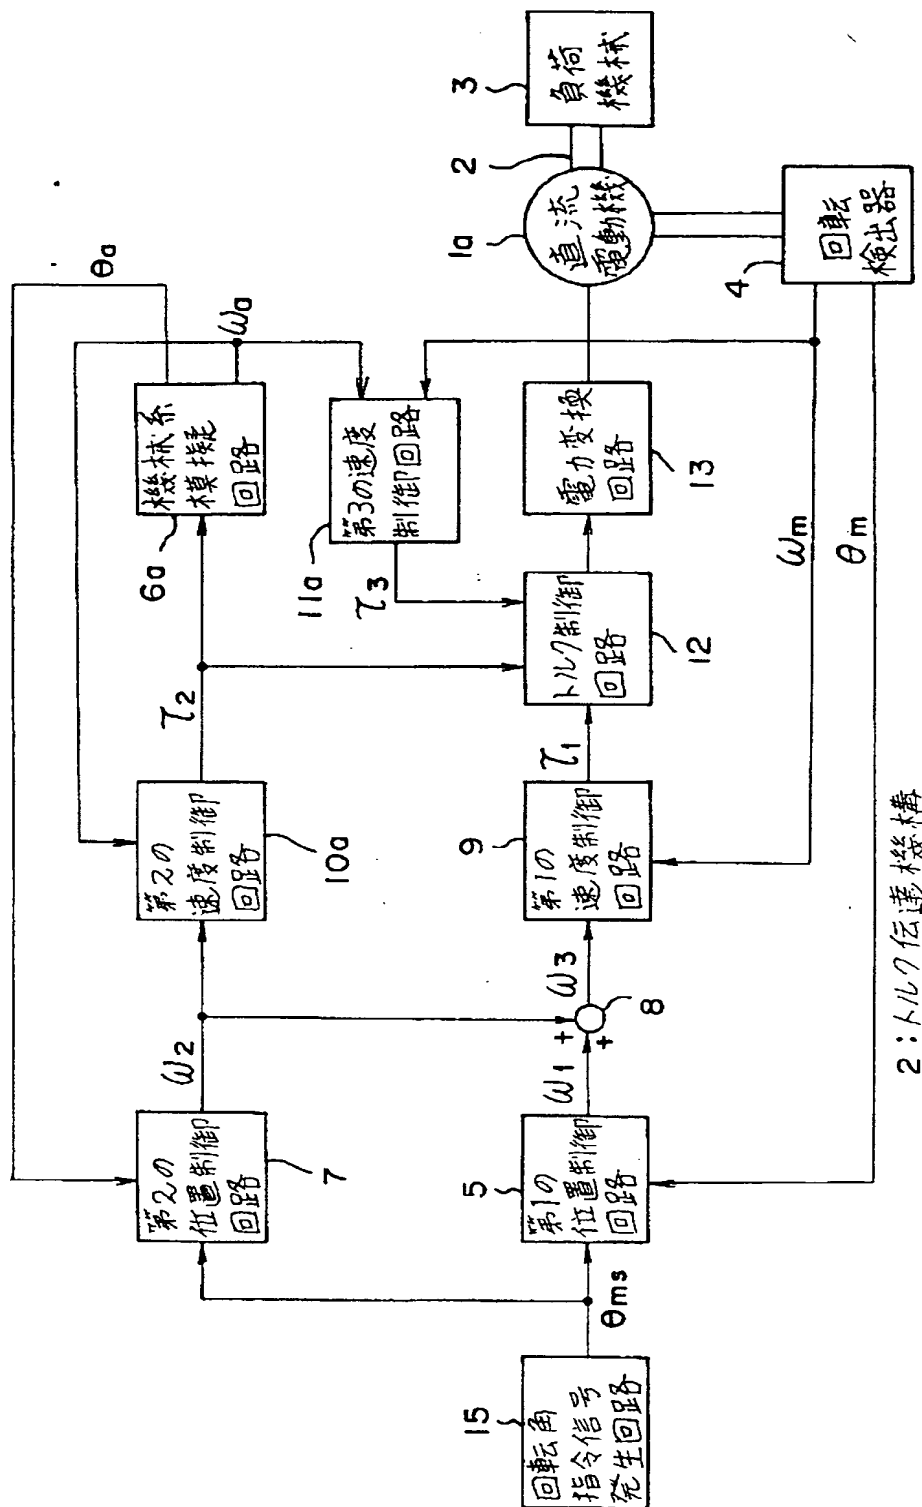 θa
ωa
機械系
模擬
回路
6a
第3の速度
制御回路
11a
τ3
τ2
第2の
速度制御
回路
10a
ω2
第2の
位置制御
回路
7
3
負荷
機械
2
1a
直流
電動機
4
回転
検出器
電力変換
回路
13
トルク制御
回路
12
τ1
9
第1の
速度制御
回路
ω3
8
+
+
ω1
5
第1の
位置制御
回路
θms
15
回転角
指令信号
発生回路
ωm
θm
2:トルク伝達機構